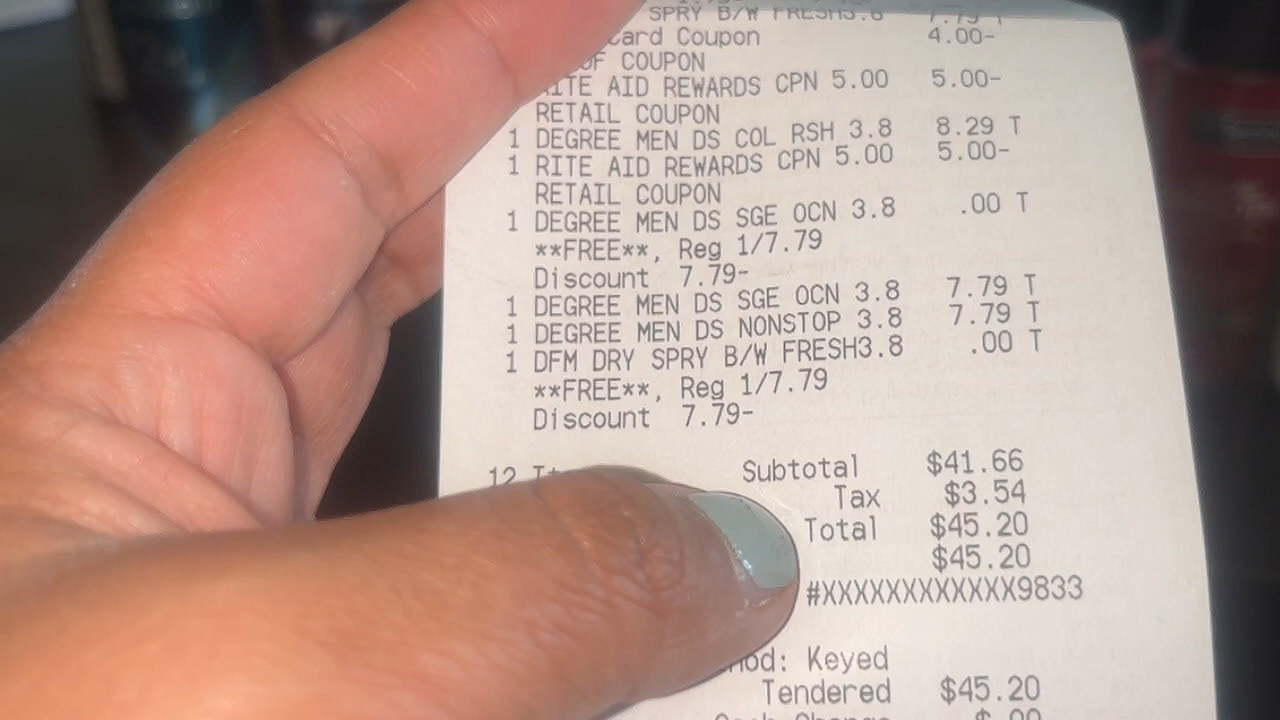 SPRY B/W FRESH3.8 7.79 T
Card Coupon 4.00-
OF COUPON
RITE AID REWARDS CPN 5.00 5.00-
RETAIL COUPON
1 DEGREE MEN DS COL RSH 3.8 8.29 T
1 RITE AID REWARDS CPN 5.00 5.00-
RETAIL COUPON
1 DEGREE MEN DS SGE OCN 3.8 .00 T
**FREE**, Reg 1/7.79
Discount 7.79-
1 DEGREE MEN DS SGE OCN 3.8 7.79 T
1 DEGREE MEN DS NONSTOP 3.8 7.79 T
1 DFM DRY SPRY B/W FRESH3.8 .00 T
**FREE**, Reg 1/7.79
Discount 7.79-
12 Subtotal $41.66
Tax $3.54
Total $45.20
$45.20
#XXXXXXXXXXXX9833
Keyed
Tendered $45.20
Cash Change $.00